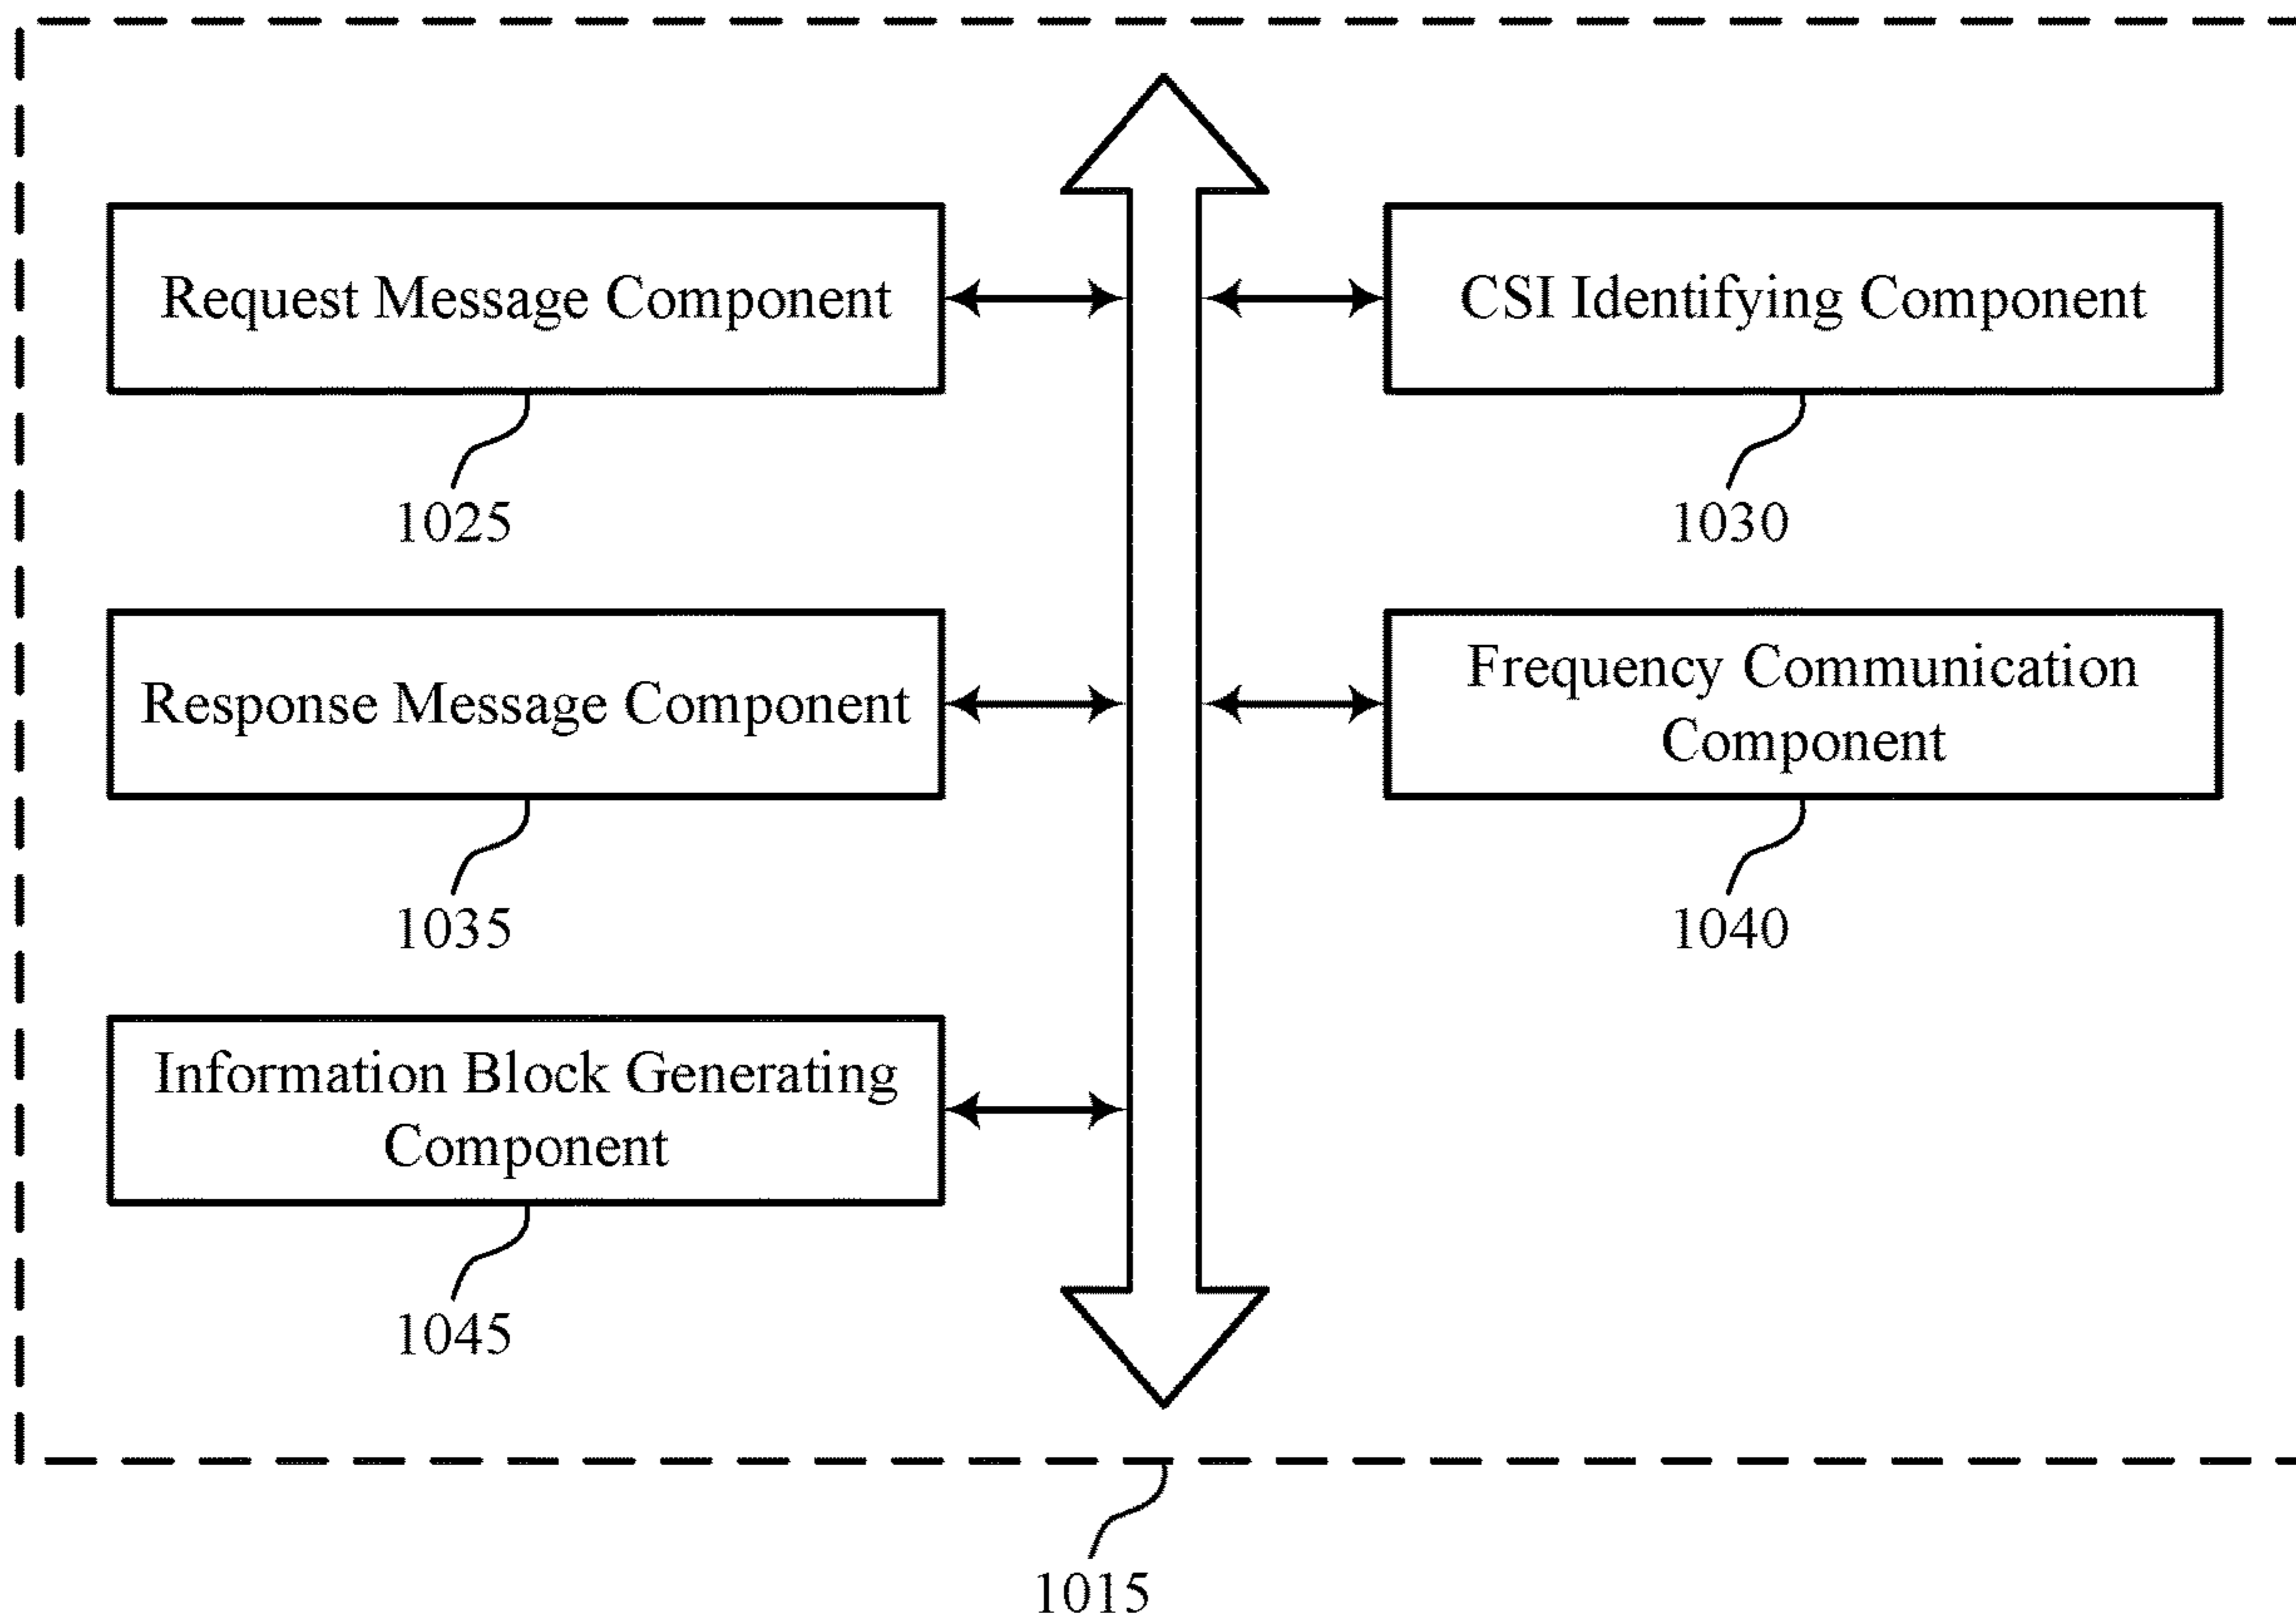 Request Message Component
1025
CSI Identifying Component
1030
Response Message Component
1035
Frequency Communication
Component
1040
Information Block Generating
Component
1045
1015